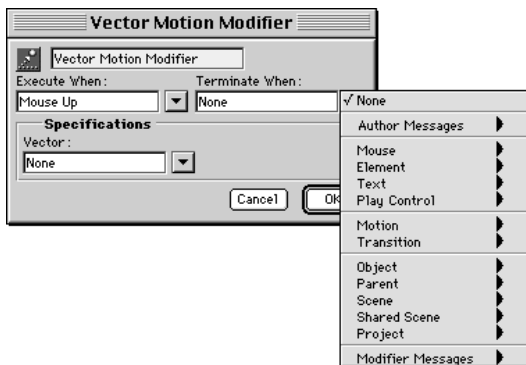 Vector Motion Modifier
Vector Motion Modifier
Execute When:
Terminate When:
Mouse Up
None
Specifications
Vector:
None
Cancel
OK
✓ None
Author Messages
Mouse
Element
Text
Play Control
Motion
Transition
Object
Parent
Scene
Shared Scene
Project
Modifier Messages